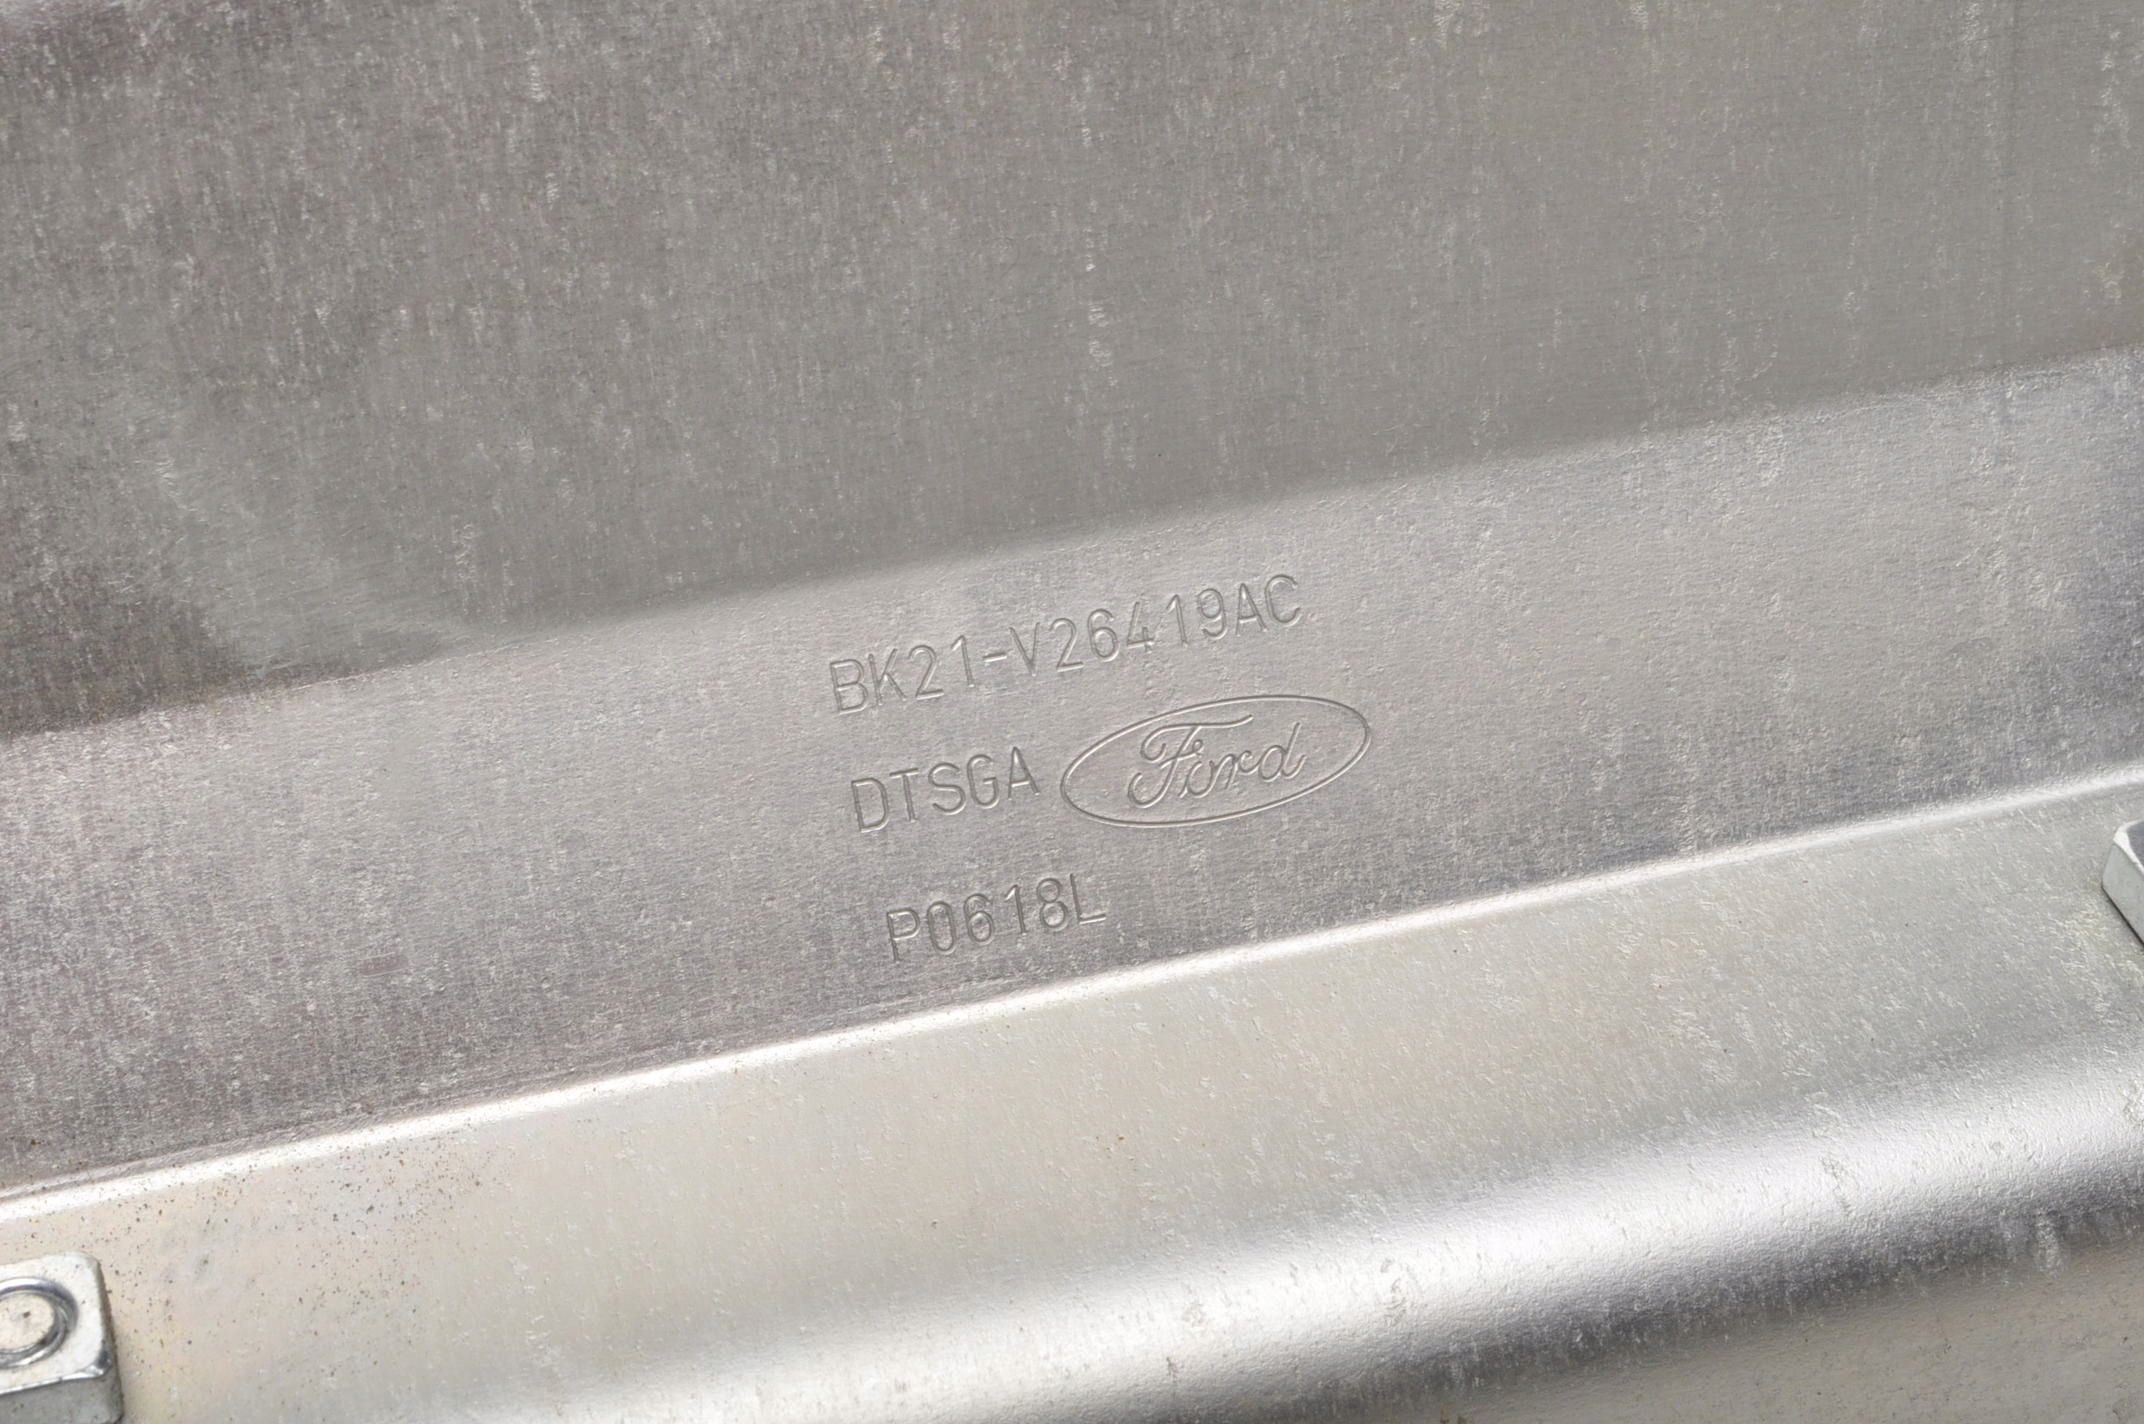 BK21-V26419AC
DTSGA Ford
P0618L